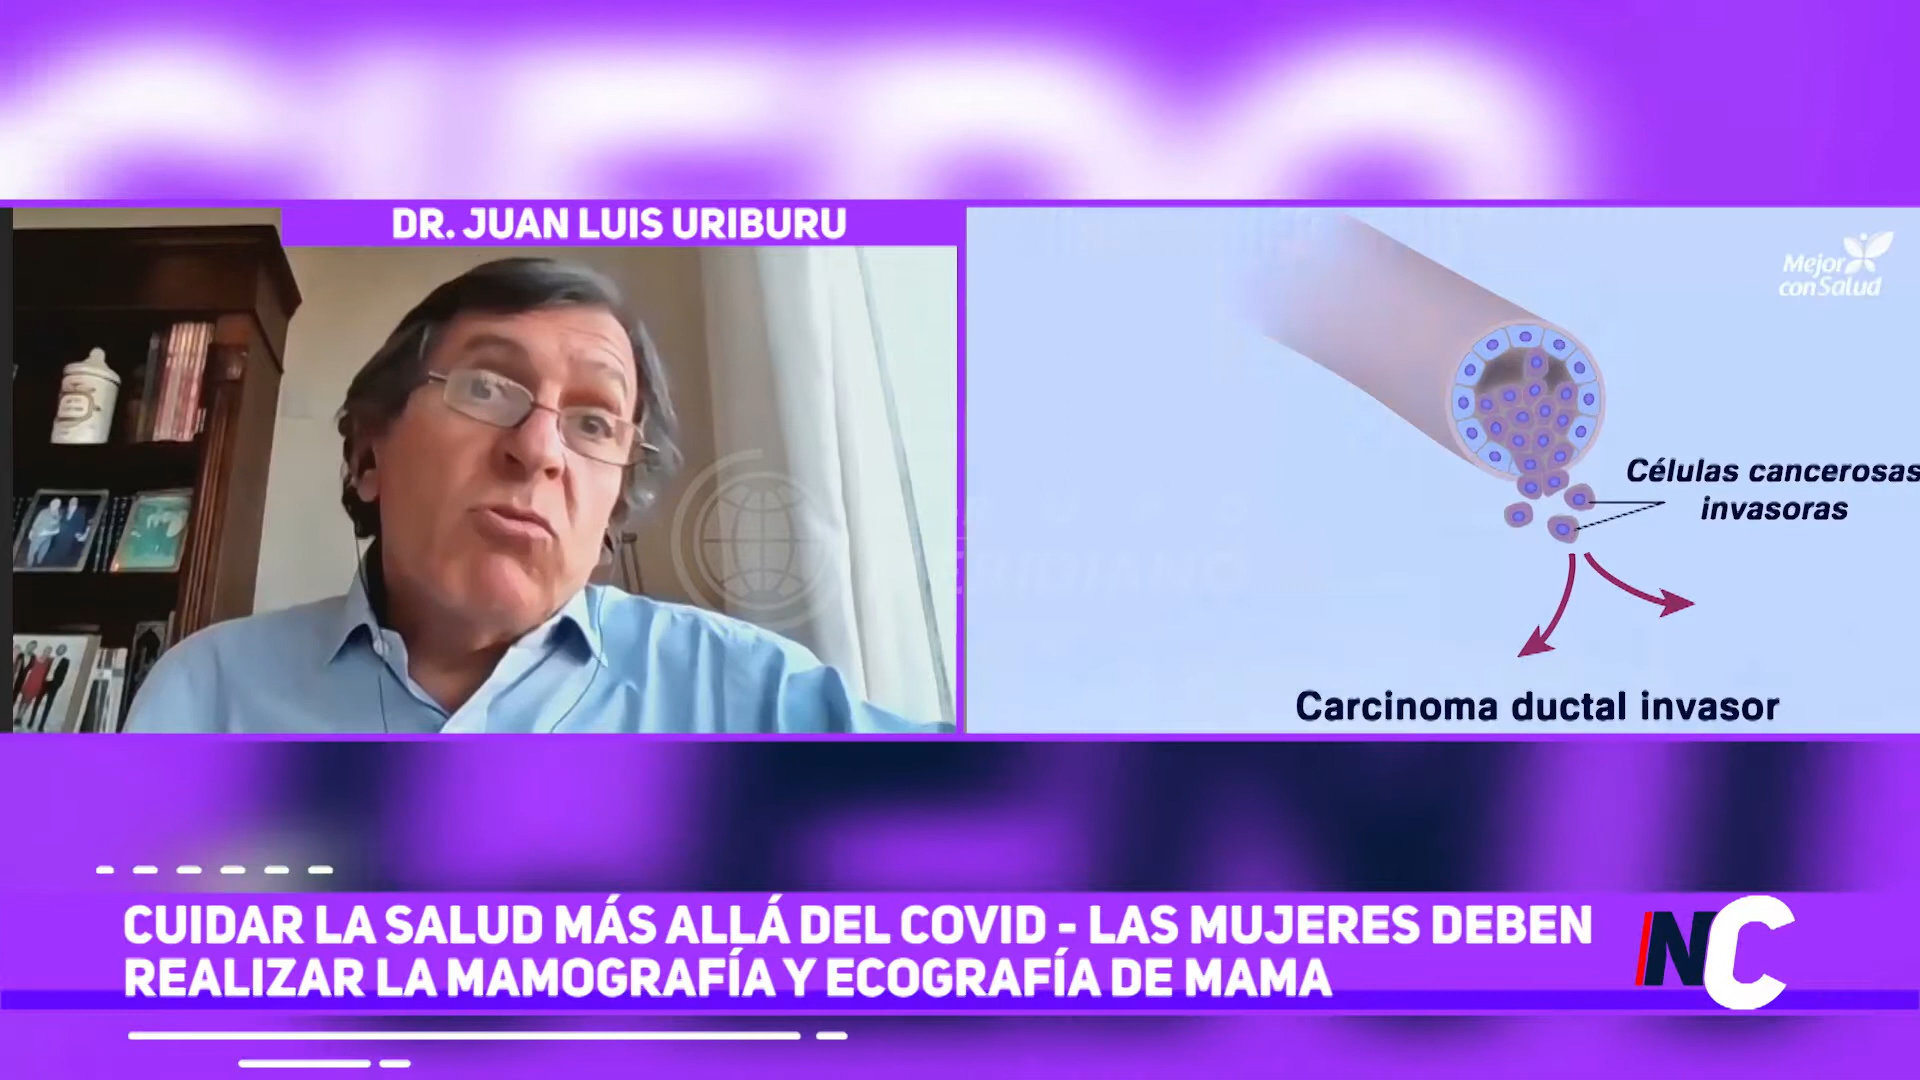 DR. JUAN LUIS URIBURU
Mejor
con Salud
Células cancerosas
invasoras
Carcinoma ductal invasor
CUIDAR LA SALUD MÁS ALLÁ DEL COVID - LAS MUJERES DEBEN
REALIZAR LA MAMOGRAFÍA Y ECOGRAFÍA DE MAMA
NC